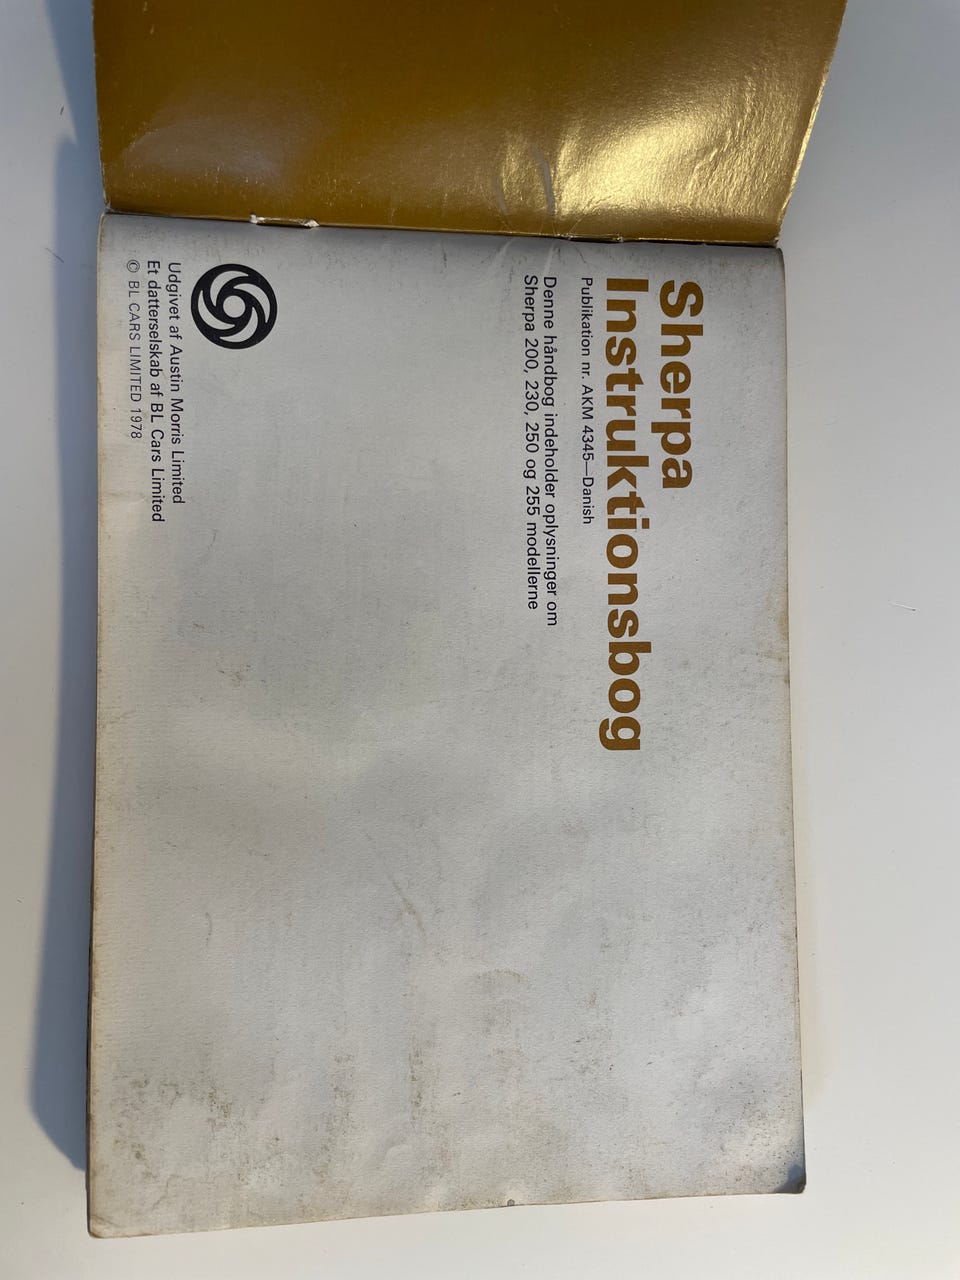 Sherpa
Instruktionsbog
Publikation nr. AKM 4345—Danish
Denne håndbog indeholder oplysninger om
Sherpa 200, 230, 250 og 255 modellerne
Udgivet af Austin Morris Limited
Et datterselskab af BL Cars Limited
© BL CARS LIMITED 1978